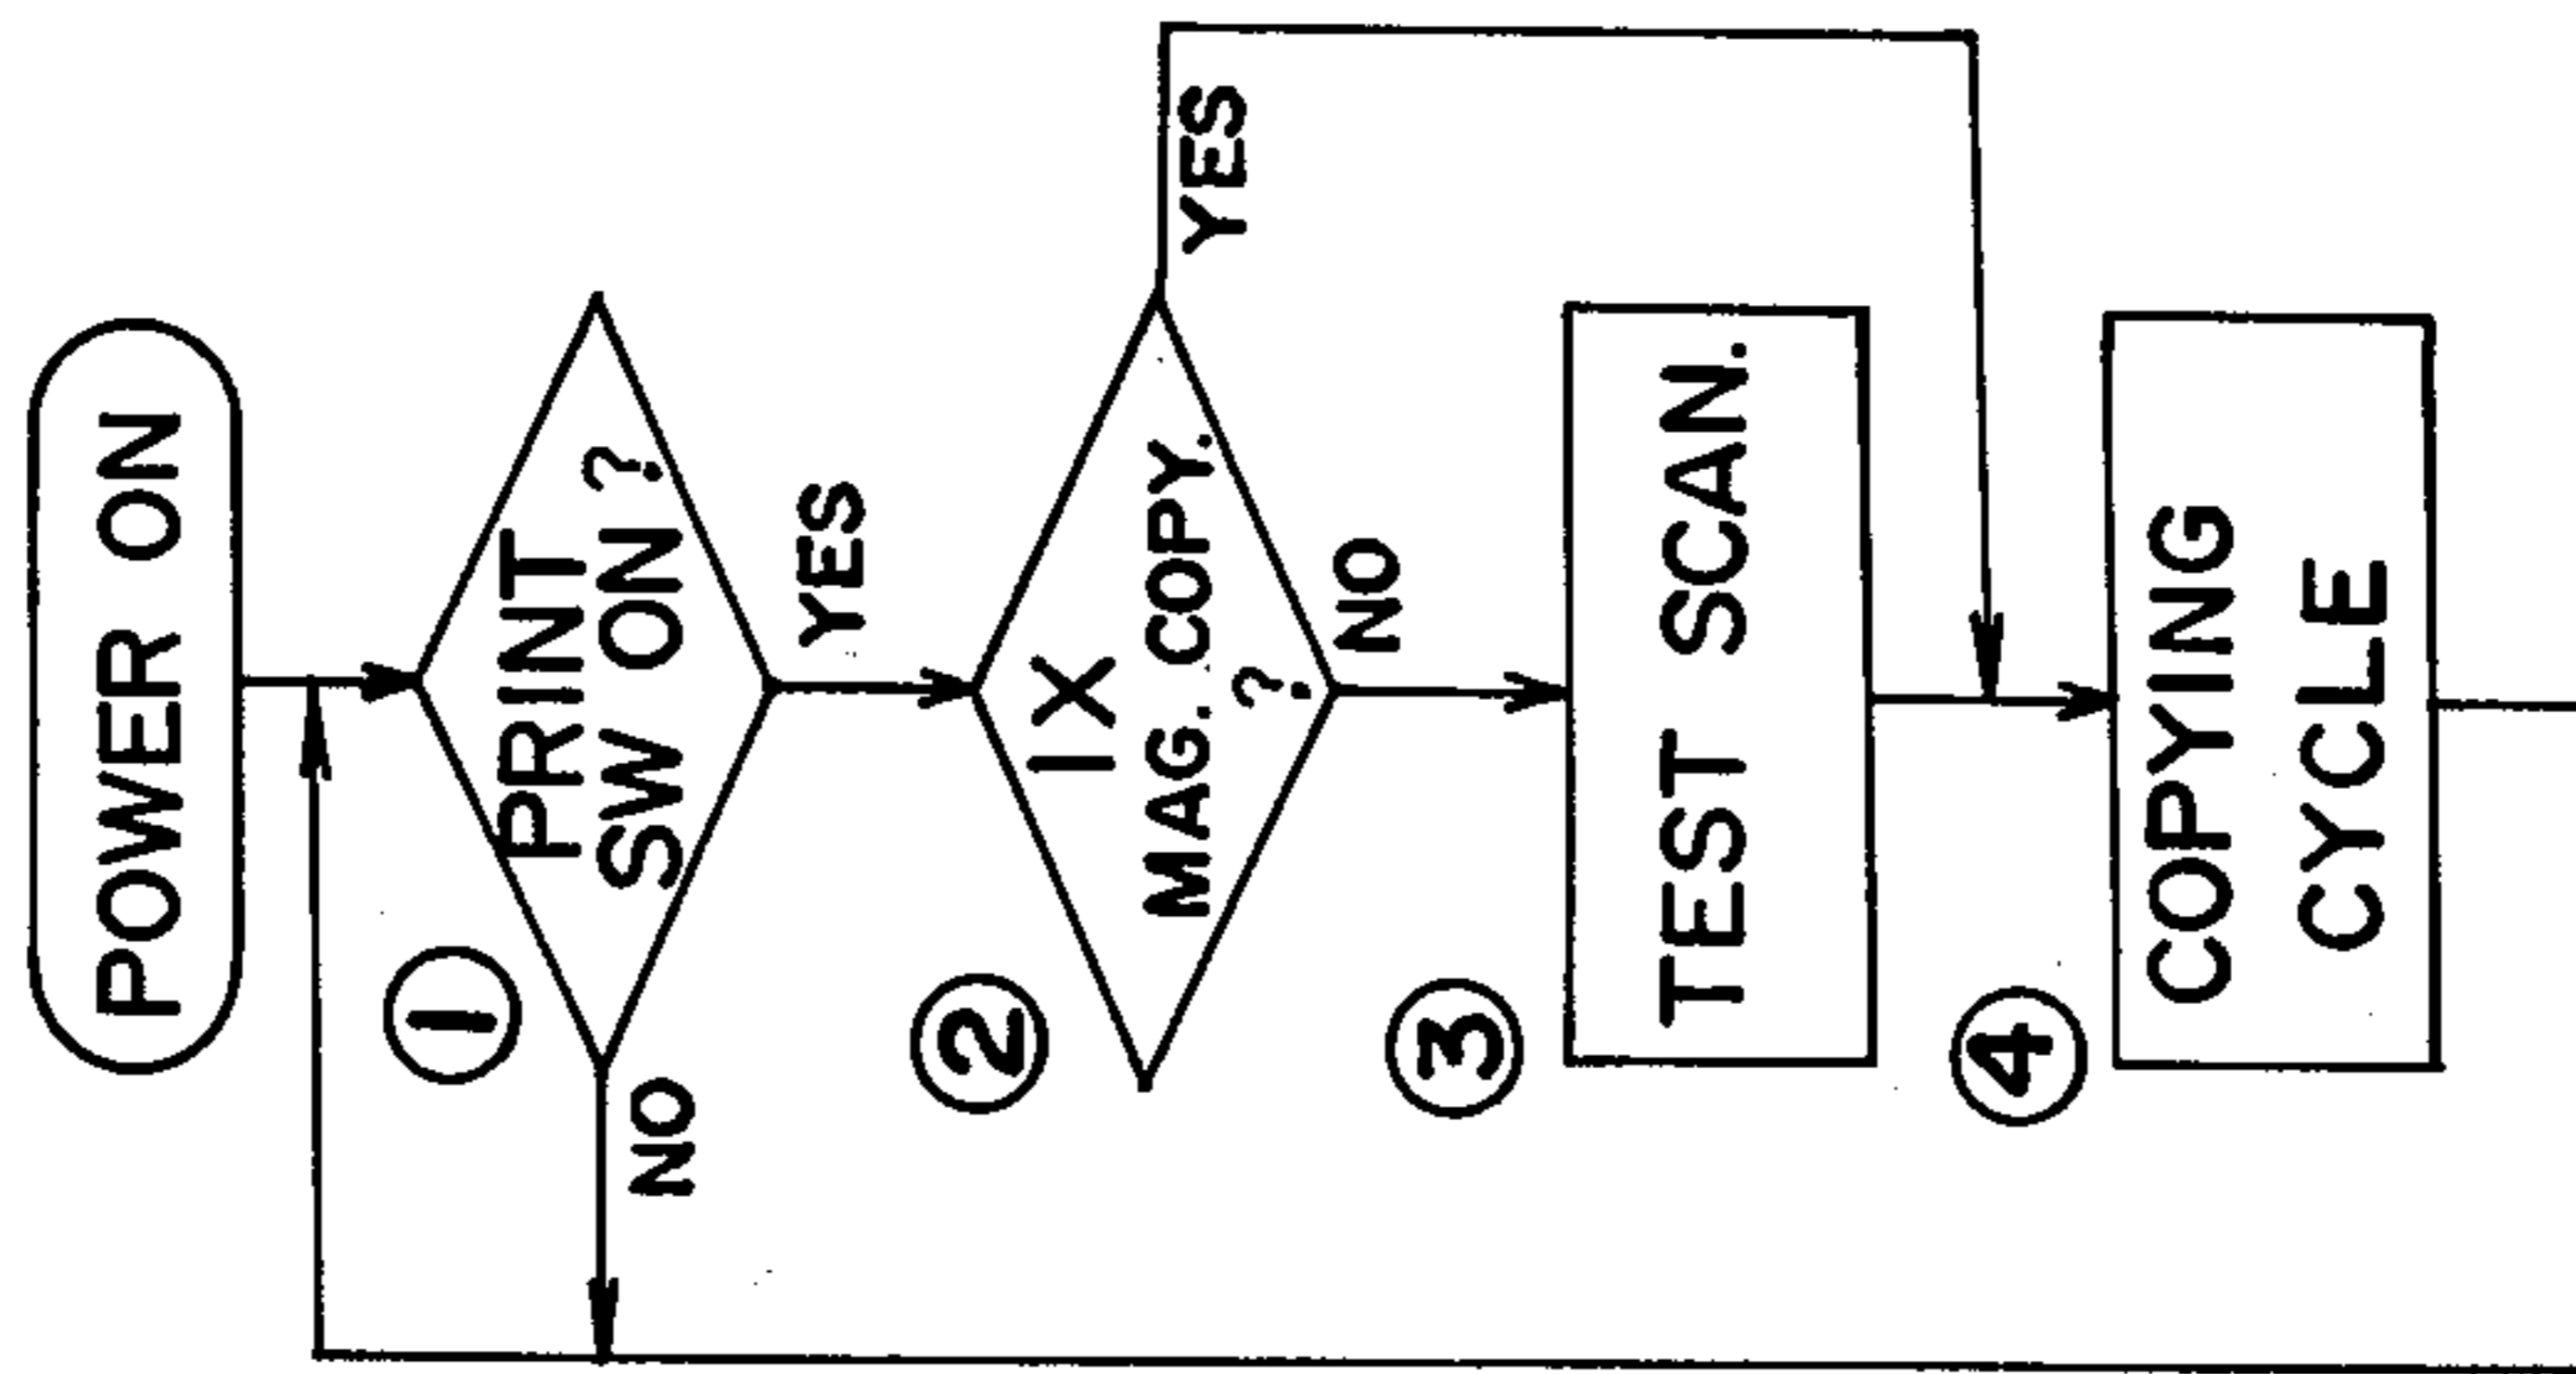 POWER ON
①
PRINT
SW ON ?
NO
YES
②
1X
MAG. COPY.
?
YES
NO
③
TEST SCAN.
④
COPYING
CYCLE